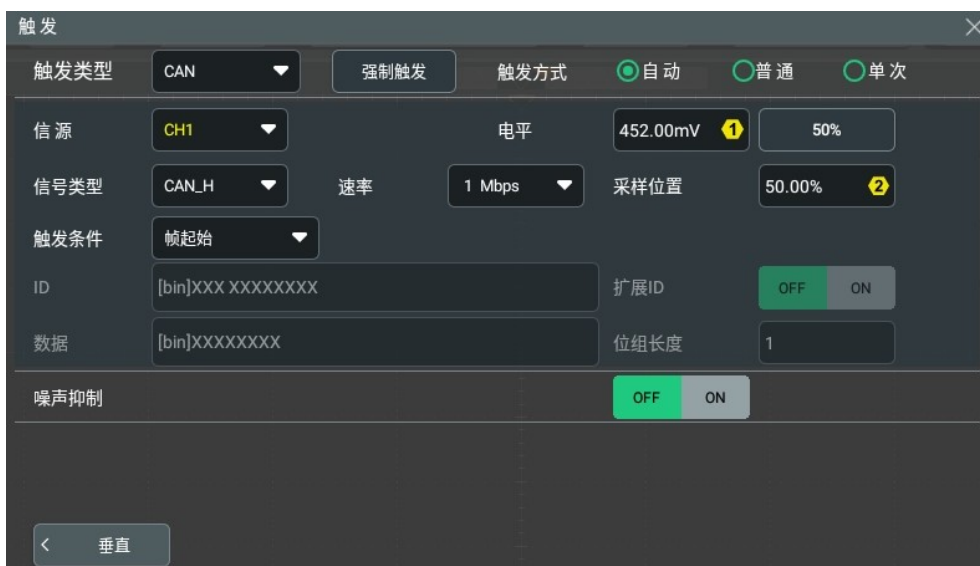 触发
触发类型 CAN 强制触发 触发方式 自动 普通 单次
信源 CH1 电平 452.00mV 1 50%
信号类型 CAN_H 速率 1 Mbps 采样位置 50.00% 2
触发条件 帧起始
ID [bin]XXX XXXXXXXX 扩展ID OFF ON
数据 [bin]XXXXXXXX 位组长度 1
噪声抑制 OFF ON
垂直